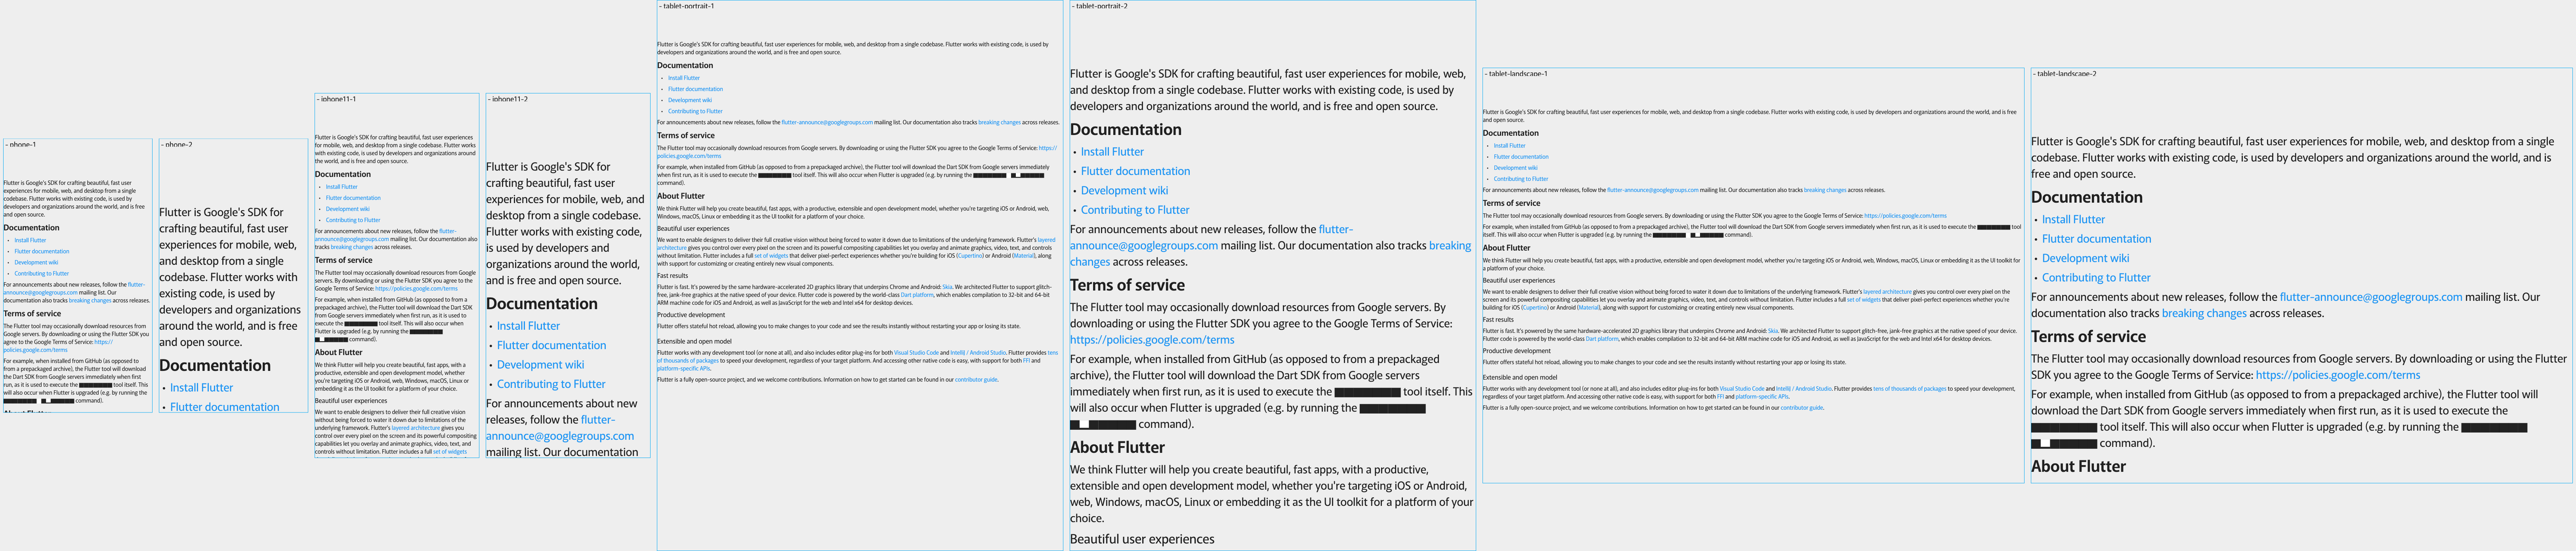 - phone-1
Flutter is Google's SDK for crafting beautiful, fast user
experiences for mobile, web, and desktop from a single
codebase. Flutter works with existing code, is used by
developers and organizations around the world, and is free
and open source.
Documentation
• Install Flutter
• Flutter documentation
• Development wiki
• Contributing to Flutter
For announcements about new releases, follow the flutter-
announce@googlegroups.com mailing list. Our
documentation also tracks breaking changes across releases.
Terms of service
The Flutter tool may occasionally download resources from
Google servers. By downloading or using the Flutter SDK you
agree to the Google Terms of Service: https://
policies.google.com/terms
For example, when installed from GitHub (as opposed to
from a prepackaged archive), the Flutter tool will download
the Dart SDK from Google servers immediately when first
run, as it is used to execute the tool itself. This
will also occur when Flutter is upgraded (e.g. by running the
command).
About Flutter
- phone-2
Flutter is Google's SDK for
crafting beautiful, fast user
experiences for mobile, web,
and desktop from a single
codebase. Flutter works with
existing code, is used by
developers and organizations
around the world, and is free
and open source.
Documentation
• Install Flutter
• Flutter documentation
- iphone11-1
Flutter is Google's SDK for crafting beautiful, fast user experiences
for mobile, web, and desktop from a single codebase. Flutter works
with existing code, is used by developers and organizations around
the world, and is free and open source.
Documentation
• Install Flutter
• Flutter documentation
• Development wiki
• Contributing to Flutter
For announcements about new releases, follow the flutter-
announce@googlegroups.com mailing list. Our documentation also
tracks breaking changes across releases.
Terms of service
The Flutter tool may occasionally download resources from Google
servers. By downloading or using the Flutter SDK you agree to the
Google Terms of Service: https://policies.google.com/terms
For example, when installed from GitHub (as opposed to from a
prepackaged archive), the Flutter tool will download the Dart SDK
from Google servers immediately when first run, as it is used to
execute the tool itself. This will also occur when
Flutter is upgraded (e.g. by running the
command).
About Flutter
We think Flutter will help you create beautiful, fast apps, with a
productive, extensible and open development model, whether
you're targeting iOS or Android, web, Windows, macOS, Linux or
embedding it as the UI toolkit for a platform of your choice.
Beautiful user experiences
We want to enable designers to deliver their full creative vision
without being forced to water it down due to limitations of the
underlying framework. Flutter's layered architecture gives you
control over every pixel on the screen and its powerful compositing
capabilities let you overlay and animate graphics, video, text, and
controls without limitation. Flutter includes a full set of widgets
- iphone11-2
Flutter is Google's SDK for
crafting beautiful, fast user
experiences for mobile, web, and
desktop from a single codebase.
Flutter works with existing code,
is used by developers and
organizations around the world,
and is free and open source.
Documentation
• Install Flutter
• Flutter documentation
• Development wiki
• Contributing to Flutter
For announcements about new
releases, follow the flutter-
announce@googlegroups.com
mailing list. Our documentation
- tablet-portrait-1
Flutter is Google's SDK for crafting beautiful, fast user experiences for mobile, web, and desktop from a single codebase. Flutter works with existing code, is used by
developers and organizations around the world, and is free and open source.
Documentation
• Install Flutter
• Flutter documentation
• Development wiki
• Contributing to Flutter
For announcements about new releases, follow the flutter-announce@googlegroups.com mailing list. Our documentation also tracks breaking changes across releases.
Terms of service
The Flutter tool may occasionally download resources from Google servers. By downloading or using the Flutter SDK you agree to the Google Terms of Service: https://
policies.google.com/terms
For example, when installed from GitHub (as opposed to from a prepackaged archive), the Flutter tool will download the Dart SDK from Google servers immediately
when first run, as it is used to execute the tool itself. This will also occur when Flutter is upgraded (e.g. by running the
command).
About Flutter
We think Flutter will help you create beautiful, fast apps, with a productive, extensible and open development model, whether you're targeting iOS or Android, web,
Windows, macOS, Linux or embedding it as the UI toolkit for a platform of your choice.
Beautiful user experiences
We want to enable designers to deliver their full creative vision without being forced to water it down due to limitations of the underlying framework. Flutter's layered
architecture gives you control over every pixel on the screen and its powerful compositing capabilities let you overlay and animate graphics, video, text, and controls
without limitation. Flutter includes a full set of widgets that deliver pixel-perfect experiences whether you're building for iOS (Cupertino) or Android (Material), along
with support for customizing or creating entirely new visual components.
Fast results
Flutter is fast. It's powered by the same hardware-accelerated 2D graphics library that underpins Chrome and Android: Skia. We architected Flutter to support glitch-
free, jank-free graphics at the native speed of your device. Flutter code is powered by the world-class Dart platform, which enables compilation to 32-bit and 64-bit
ARM machine code for iOS and Android, as well as JavaScript for the web and Intel x64 for desktop devices.
Productive development
Flutter offers stateful hot reload, allowing you to make changes to your code and see the results instantly without restarting your app or losing its state.
Extensible and open model
Flutter works with any development tool (or none at all), and also includes editor plug-ins for both Visual Studio Code and IntelliJ / Android Studio. Flutter provides tens
of thousands of packages to speed your development, regardless of your target platform. And accessing other native code is easy, with support for both FFI and
platform-specific APIs.
Flutter is a fully open-source project, and we welcome contributions. Information on how to get started can be found in our contributor guide.
- tablet-portrait-2
Flutter is Google's SDK for crafting beautiful, fast user experiences for mobile, web,
and desktop from a single codebase. Flutter works with existing code, is used by
developers and organizations around the world, and is free and open source.
Documentation
• Install Flutter
• Flutter documentation
• Development wiki
• Contributing to Flutter
For announcements about new releases, follow the flutter-
announce@googlegroups.com mailing list. Our documentation also tracks breaking
changes across releases.
Terms of service
The Flutter tool may occasionally download resources from Google servers. By
downloading or using the Flutter SDK you agree to the Google Terms of Service:
https://policies.google.com/terms
For example, when installed from GitHub (as opposed to from a prepackaged
archive), the Flutter tool will download the Dart SDK from Google servers
immediately when first run, as it is used to execute the tool itself. This
will also occur when Flutter is upgraded (e.g. by running the
command).
About Flutter
We think Flutter will help you create beautiful, fast apps, with a productive,
extensible and open development model, whether you're targeting iOS or Android,
web, Windows, macOS, Linux or embedding it as the UI toolkit for a platform of your
choice.
Beautiful user experiences
- tablet-landscape-1
Flutter is Google's SDK for crafting beautiful, fast user experiences for mobile, web, and desktop from a single codebase. Flutter works with existing code, is used by developers and organizations around the world, and is free
and open source.
Documentation
• Install Flutter
• Flutter documentation
• Development wiki
• Contributing to Flutter
For announcements about new releases, follow the flutter-announce@googlegroups.com mailing list. Our documentation also tracks breaking changes across releases.
Terms of service
The Flutter tool may occasionally download resources from Google servers. By downloading or using the Flutter SDK you agree to the Google Terms of Service: https://policies.google.com/terms
For example, when installed from GitHub (as opposed to from a prepackaged archive), the Flutter tool will download the Dart SDK from Google servers immediately when first run, as it is used to execute the tool
itself. This will also occur when Flutter is upgraded (e.g. by running the command).
About Flutter
We think Flutter will help you create beautiful, fast apps, with a productive, extensible and open development model, whether you're targeting iOS or Android, web, Windows, macOS, Linux or embedding it as the UI toolkit for
a platform of your choice.
Beautiful user experiences
We want to enable designers to deliver their full creative vision without being forced to water it down due to limitations of the underlying framework. Flutter's layered architecture gives you control over every pixel on the
screen and its powerful compositing capabilities let you overlay and animate graphics, video, text, and controls without limitation. Flutter includes a full set of widgets that deliver pixel-perfect experiences whether you're
building for iOS (Cupertino) or Android (Material), along with support for customizing or creating entirely new visual components.
Fast results
Flutter is fast. It's powered by the same hardware-accelerated 2D graphics library that underpins Chrome and Android: Skia. We architected Flutter to support glitch-free, jank-free graphics at the native speed of your device.
Flutter code is powered by the world-class Dart platform, which enables compilation to 32-bit and 64-bit ARM machine code for iOS and Android, as well as JavaScript for the web and Intel x64 for desktop devices.
Productive development
Flutter offers stateful hot reload, allowing you to make changes to your code and see the results instantly without restarting your app or losing its state.
Extensible and open model
Flutter works with any development tool (or none at all), and also includes editor plug-ins for both Visual Studio Code and IntelliJ / Android Studio. Flutter provides tens of thousands of packages to speed your development,
regardless of your target platform. And accessing other native code is easy, with support for both FFI and platform-specific APIs.
Flutter is a fully open-source project, and we welcome contributions. Information on how to get started can be found in our contributor guide.
- tablet-landscape-2
Flutter is Google's SDK for crafting beautiful, fast user experiences for mobile, web, and desktop from a single
codebase. Flutter works with existing code, is used by developers and organizations around the world, and is
free and open source.
Documentation
• Install Flutter
• Flutter documentation
• Development wiki
• Contributing to Flutter
For announcements about new releases, follow the flutter-announce@googlegroups.com mailing list. Our
documentation also tracks breaking changes across releases.
Terms of service
The Flutter tool may occasionally download resources from Google servers. By downloading or using the Flutter
SDK you agree to the Google Terms of Service: https://policies.google.com/terms
For example, when installed from GitHub (as opposed to from a prepackaged archive), the Flutter tool will
download the Dart SDK from Google servers immediately when first run, as it is used to execute the
tool itself. This will also occur when Flutter is upgraded (e.g. by running the
command).
About Flutter